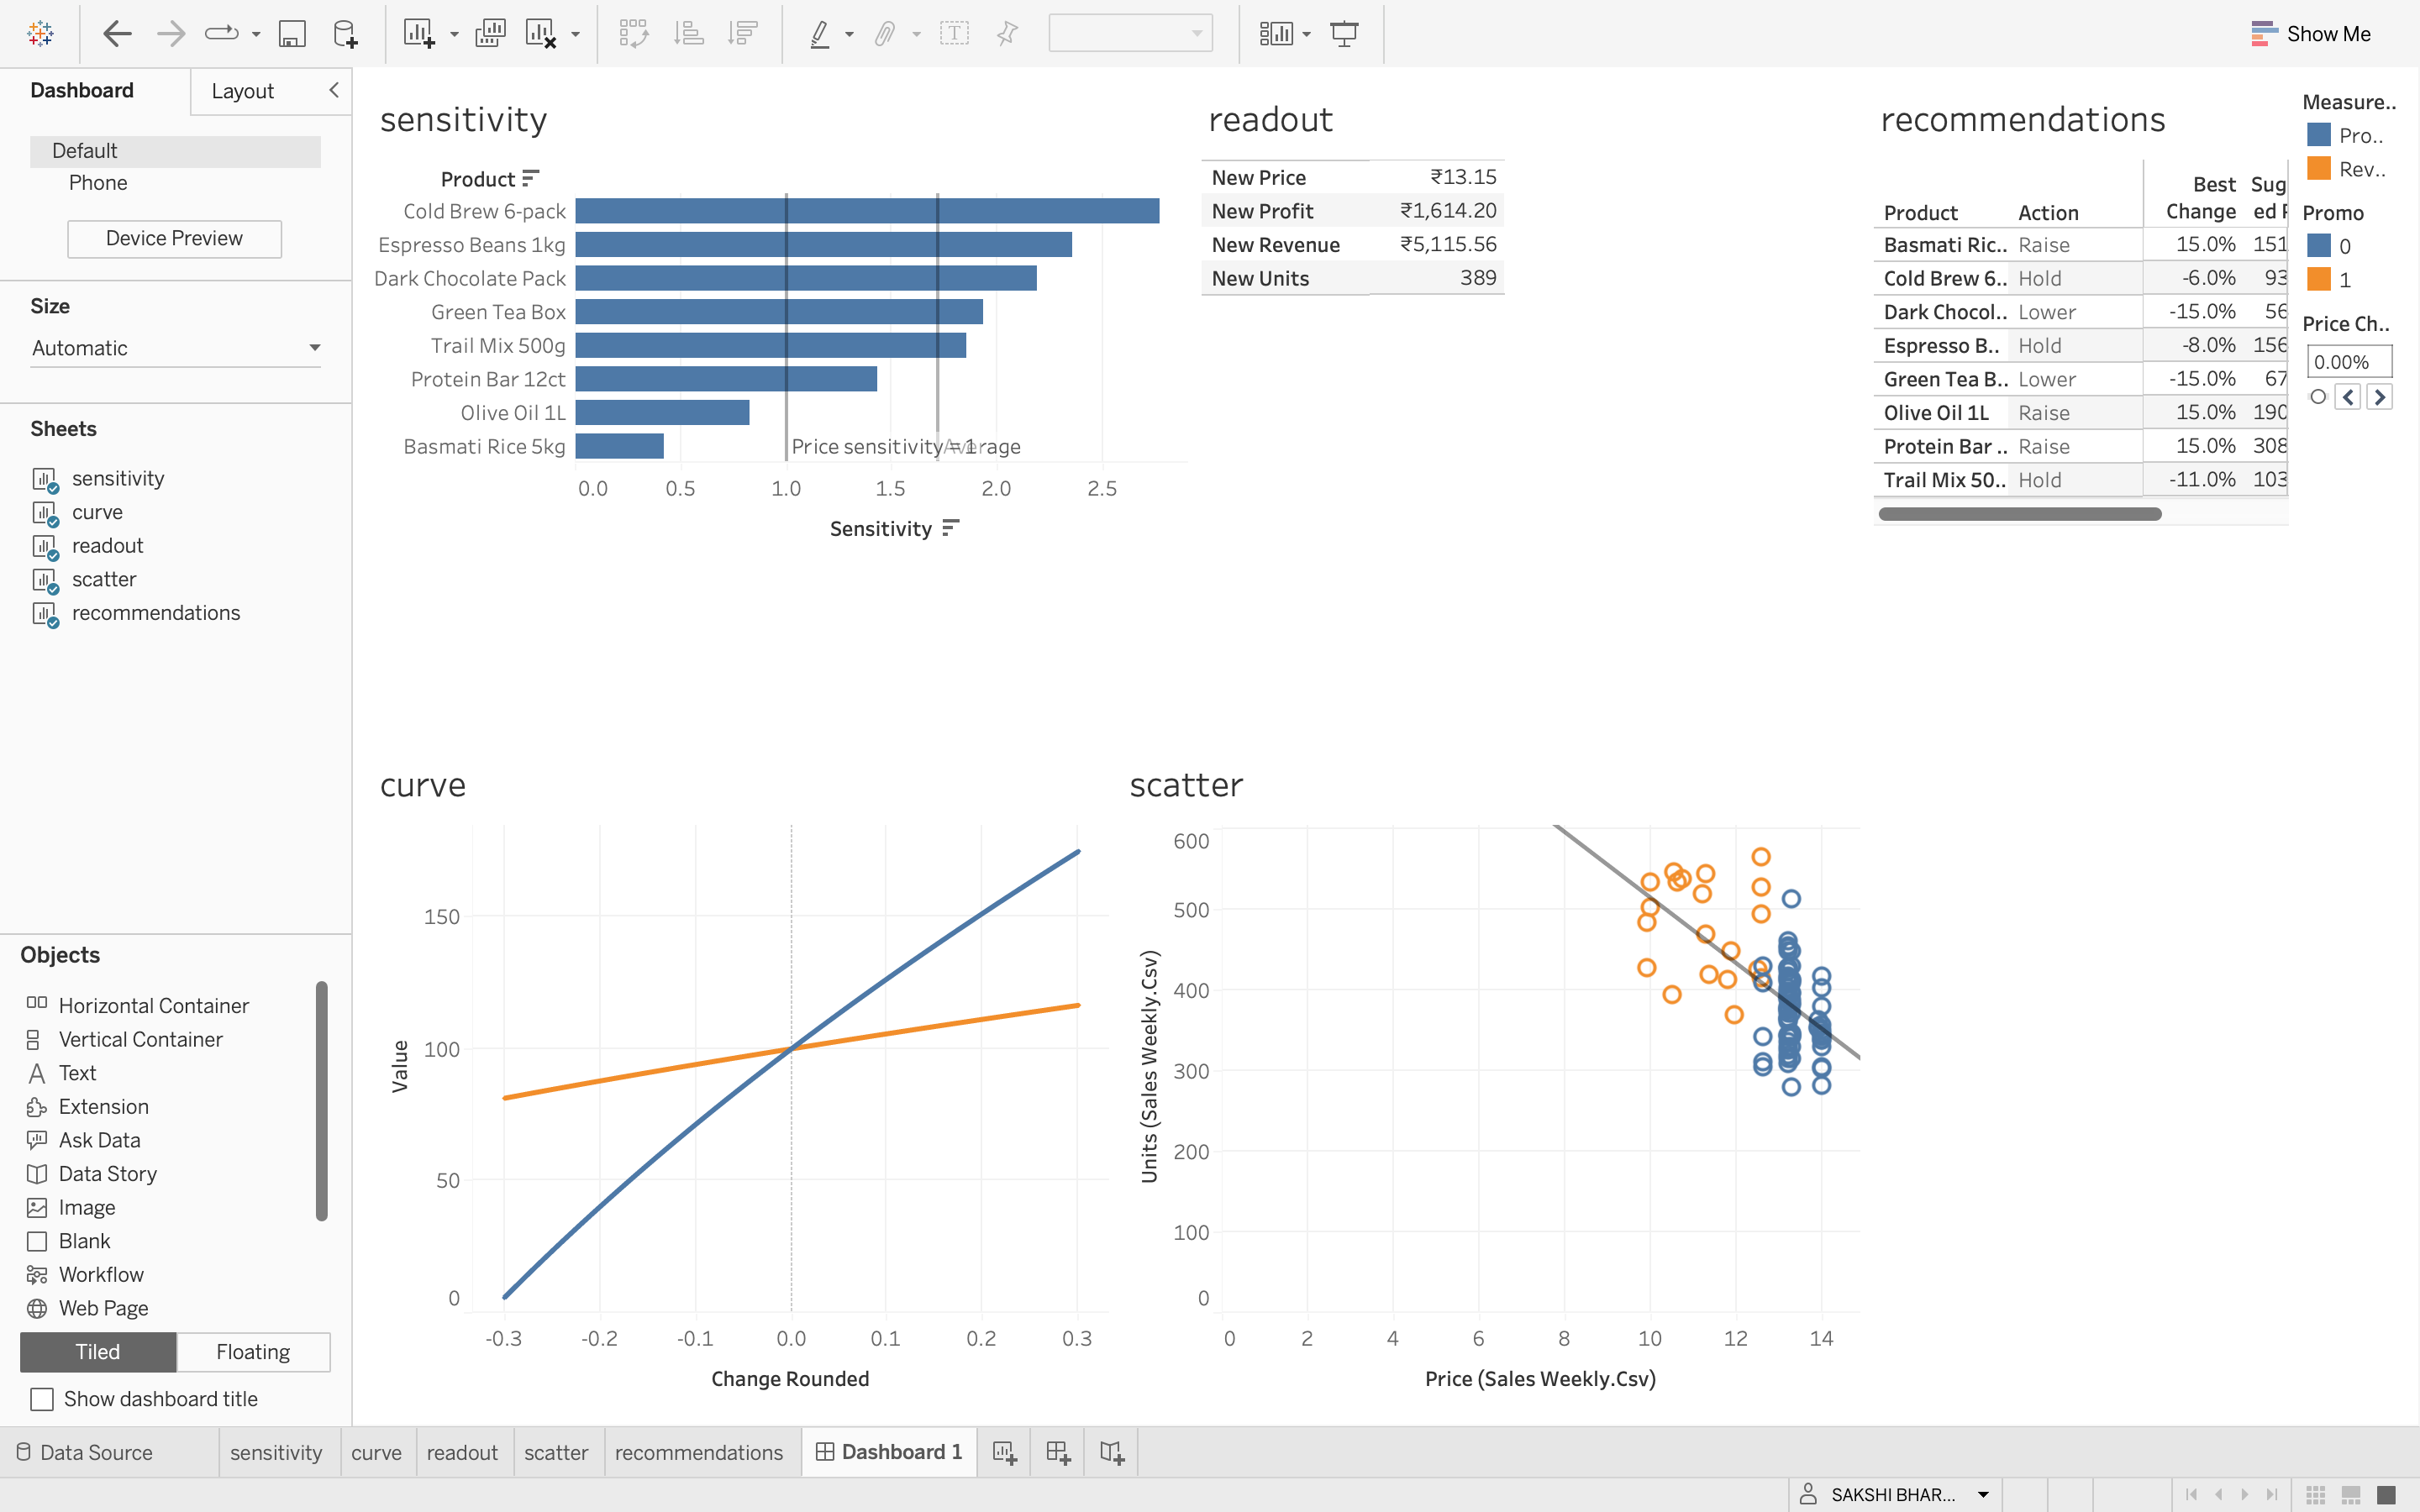 Show Me
Dashboard
Layout
Default
Phone
Device Preview
Size
Automatic
Sheets
sensitivity
curve
readout
scatter
recommendations
Objects
Horizontal Container
Vertical Container
Text
Extension
Ask Data
Data Story
Image
Blank
Workflow
Web Page
Tiled Floating
Show dashboard title
sensitivity
Product
Cold Brew 6-pack
Espresso Beans 1kg
Dark Chocolate Pack
Green Tea Box
Trail Mix 500g
Protein Bar 12ct
Olive Oil 1L
Basmati Rice 5kg
Price sensitivity = 1
Average
0.0 0.5 1.0 1.5 2.0 2.5
Sensitivity
readout
New Price ₹13.15
New Profit ₹1,614.20
New Revenue ₹5,115.56
New Units 389
recommendations
Best Sug
Product Action Change ed P
Basmati Ric.. Raise 15.0% 151
Cold Brew 6.. Hold -6.0% 93
Dark Chocol.. Lower -15.0% 56
Espresso B.. Hold -8.0% 156
Green Tea B.. Lower -15.0% 67
Olive Oil 1L Raise 15.0% 190
Protein Bar .. Raise 15.0% 308
Trail Mix 50.. Hold -11.0% 103
Measure..
Pro..
Rev..
Promo
0
1
Price Ch..
0.00%
curve
Value
150
100
50
0
-0.3 -0.2 -0.1 0.0 0.1 0.2 0.3
Change Rounded
scatter
Units (Sales Weekly.Csv)
600
500
400
300
200
100
0
0 2 4 6 8 10 12 14
Price (Sales Weekly.Csv)
Data Source sensitivity curve readout scatter recommendations Dashboard 1
SAKSHI BHAR...